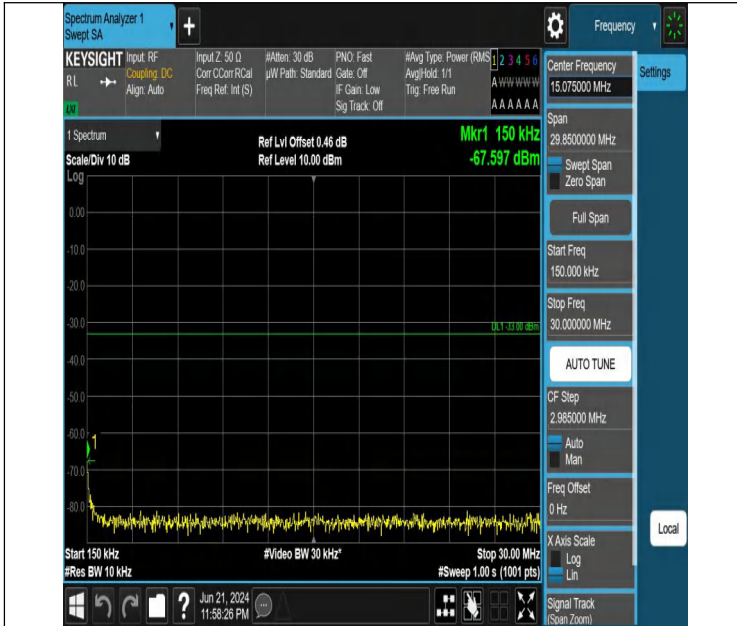 Spectrum Analyzer 1
Swept SA
+
Frequency
KEYSIGHT
RL
Input: RF
Coupling: DC
Align: Auto
Input Z: 50 Ω
Corr CCorr RCal
Freq Ref: Int (S)
#Atten: 30 dB
µW Path: Standard
PNO: Fast
Gate: Off
IF Gain: Low
Sig Track: Off
#Avg Type: Power (RMS
Avg|Hold: 1/1
Trig: Free Run
1 2 3 4 5 6
A W W W W W
A A A A A A
1 Spectrum
Scale/Div 10 dB
Ref Lvl Offset 0.46 dB
Ref Level 10.00 dBm
Mkr1 150 kHz
-67.597 dBm
Log
0.00
-10.0
-20.0
-30.0
DL1 -33.00 dBm
-40.0
-50.0
-60.0
1
-70.0
-80.0
Start 150 kHz
#Res BW 10 kHz
#Video BW 30 kHz*
Stop 30.00 MHz
#Sweep 1.00 s (1001 pts)
Center Frequency
15.075000 MHz
Settings
Span
29.8500000 MHz
Swept Span
Zero Span
Full Span
Start Freq
150.000 kHz
Stop Freq
30.000000 MHz
AUTO TUNE
CF Step
2.985000 MHz
Auto
Man
Freq Offset
0 Hz
X Axis Scale
Log
Lin
Local
Signal Track
(Span Zoom)
?
Jun 21, 2024
11:58:26 PM